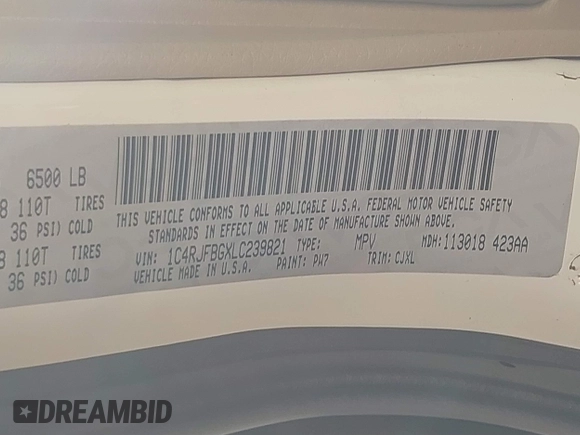 6500 LB
8 110T TIRES
36 PSI) COLD
8 110T TIRES
36 PSI) COLD
THIS VEHICLE CONFORMS TO ALL APPLICABLE U.S.A. FEDERAL MOTOR VEHICLE SAFETY
STANDARDS IN EFFECT ON THE DATE OF MANUFACTURE SHOWN ABOVE.
VIN: 1C4RJFBGXLC239821 TYPE: MPV MDH:113018 423AA
VEHICLE MADE IN U.S.A. PAINT: PW7 TRIM: CJXL
DREAMBID